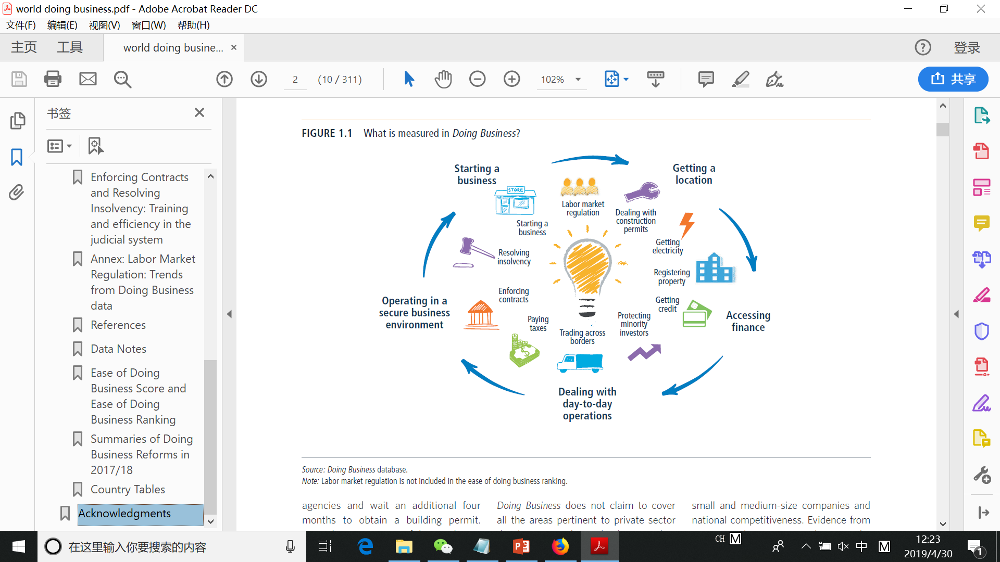 world doing business.pdf - Adobe Acrobat Reader DC
文件(F) 编辑(E) 视图(V) 窗口(W) 帮助(H)
主页 工具 world doing busine... 登录
2 (10 / 311) 102% 共享
书签
Enforcing Contracts
and Resolving
Insolvency: Training
and efficiency in the
judicial system
Annex: Labor Market
Regulation: Trends
from Doing Business
data
References
Data Notes
Ease of Doing
Business Score and
Ease of Doing
Business Ranking
Summaries of Doing
Business Reforms in
2017/18
Country Tables
Acknowledgments
FIGURE 1.1 What is measured in Doing Business?
Starting a
business
Getting a
location
STORE
Labor market
regulation
Dealing with
construction
permits
Starting a
business
Getting
electricity
Resolving
insolvency
Registering
property
Enforcing
contracts
Getting
credit
Operating in a
secure business
environment
Accessing
finance
Paying
taxes
Protecting
minority
investors
Trading across
borders
Dealing with
day-to-day
operations
Source: Doing Business database.
Note: Labor market regulation is not included in the ease of doing business ranking.
agencies and wait an additional four
months to obtain a building permit.
Doing Business does not claim to cover
all the areas pertinent to private sector
small and medium-size companies and
national competitiveness. Evidence from
在这里输入你要搜索的内容
CH M
中 M
12:23
2019/4/30
1